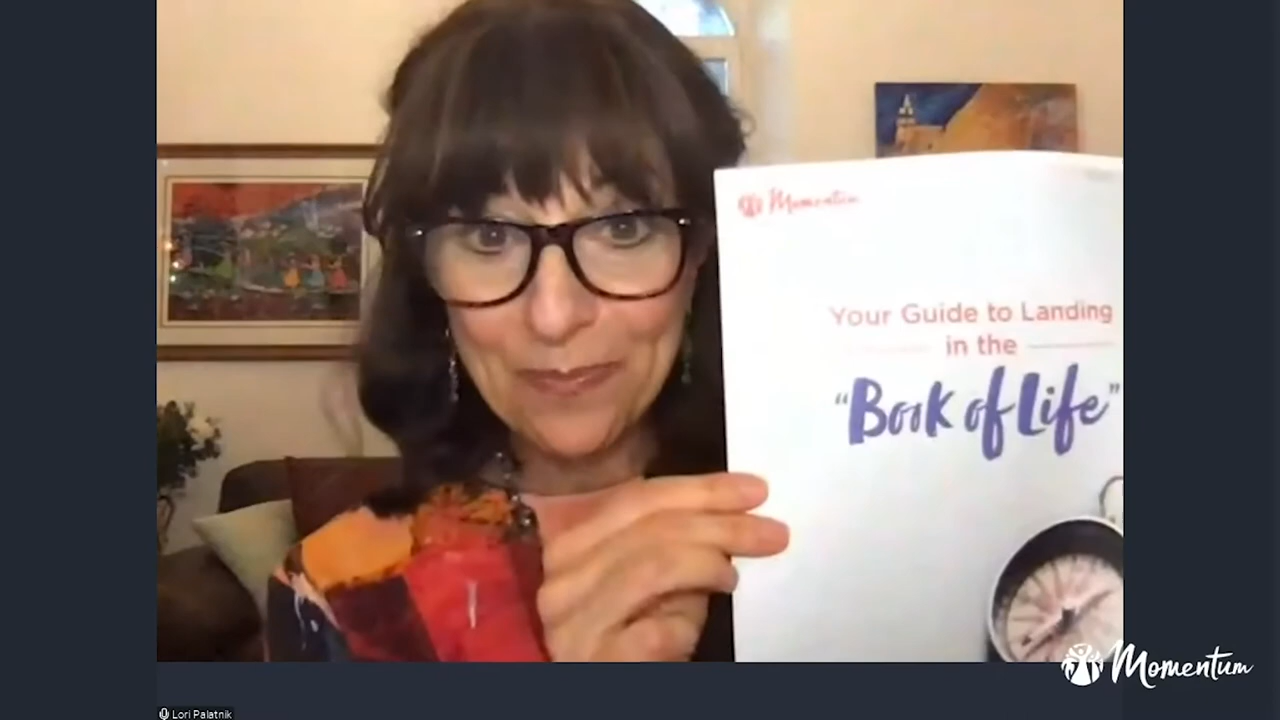 Momentum
Your Guide to Landing
in the
“Book of Life”
Momentum
Lori Palatnik